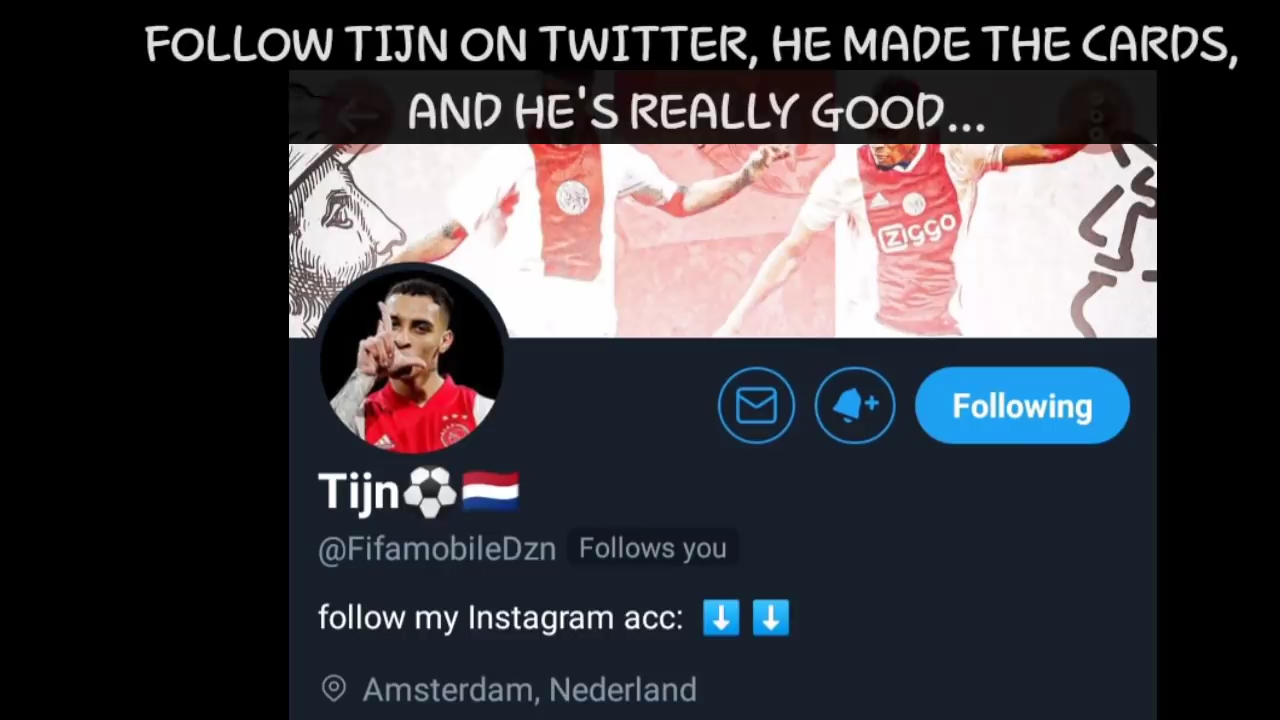 FOLLOW TIJN ON TWITTER, HE MADE THE CARDS,
AND HE'S REALLY GOOD...
ziggo
Following
Tijn⚽🇳🇱
@FifamobileDzn Follows you
follow my Instagram acc: ⬇️ ⬇️
Amsterdam, Nederland